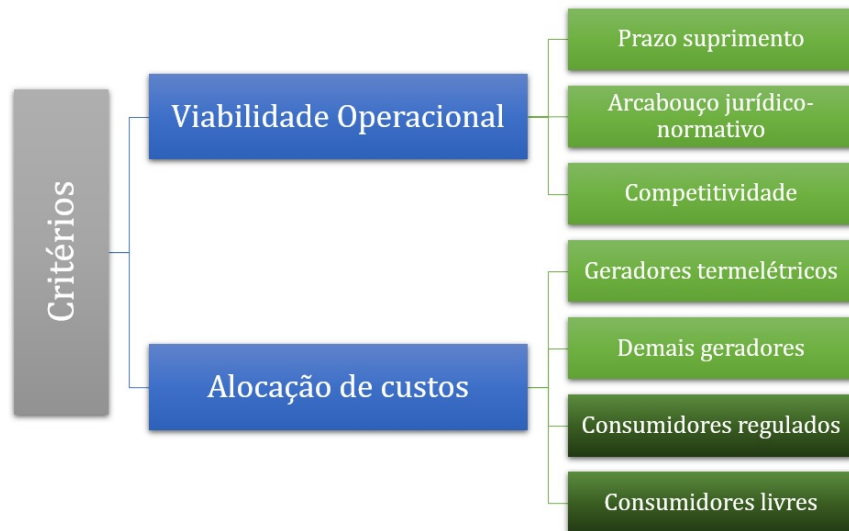 Critérios
Viabilidade Operacional
Prazo suprimento
Arcabouço jurídico-
normativo
Competitividade
Alocação de custos
Geradores termelétricos
Demais geradores
Consumidores regulados
Consumidores livres